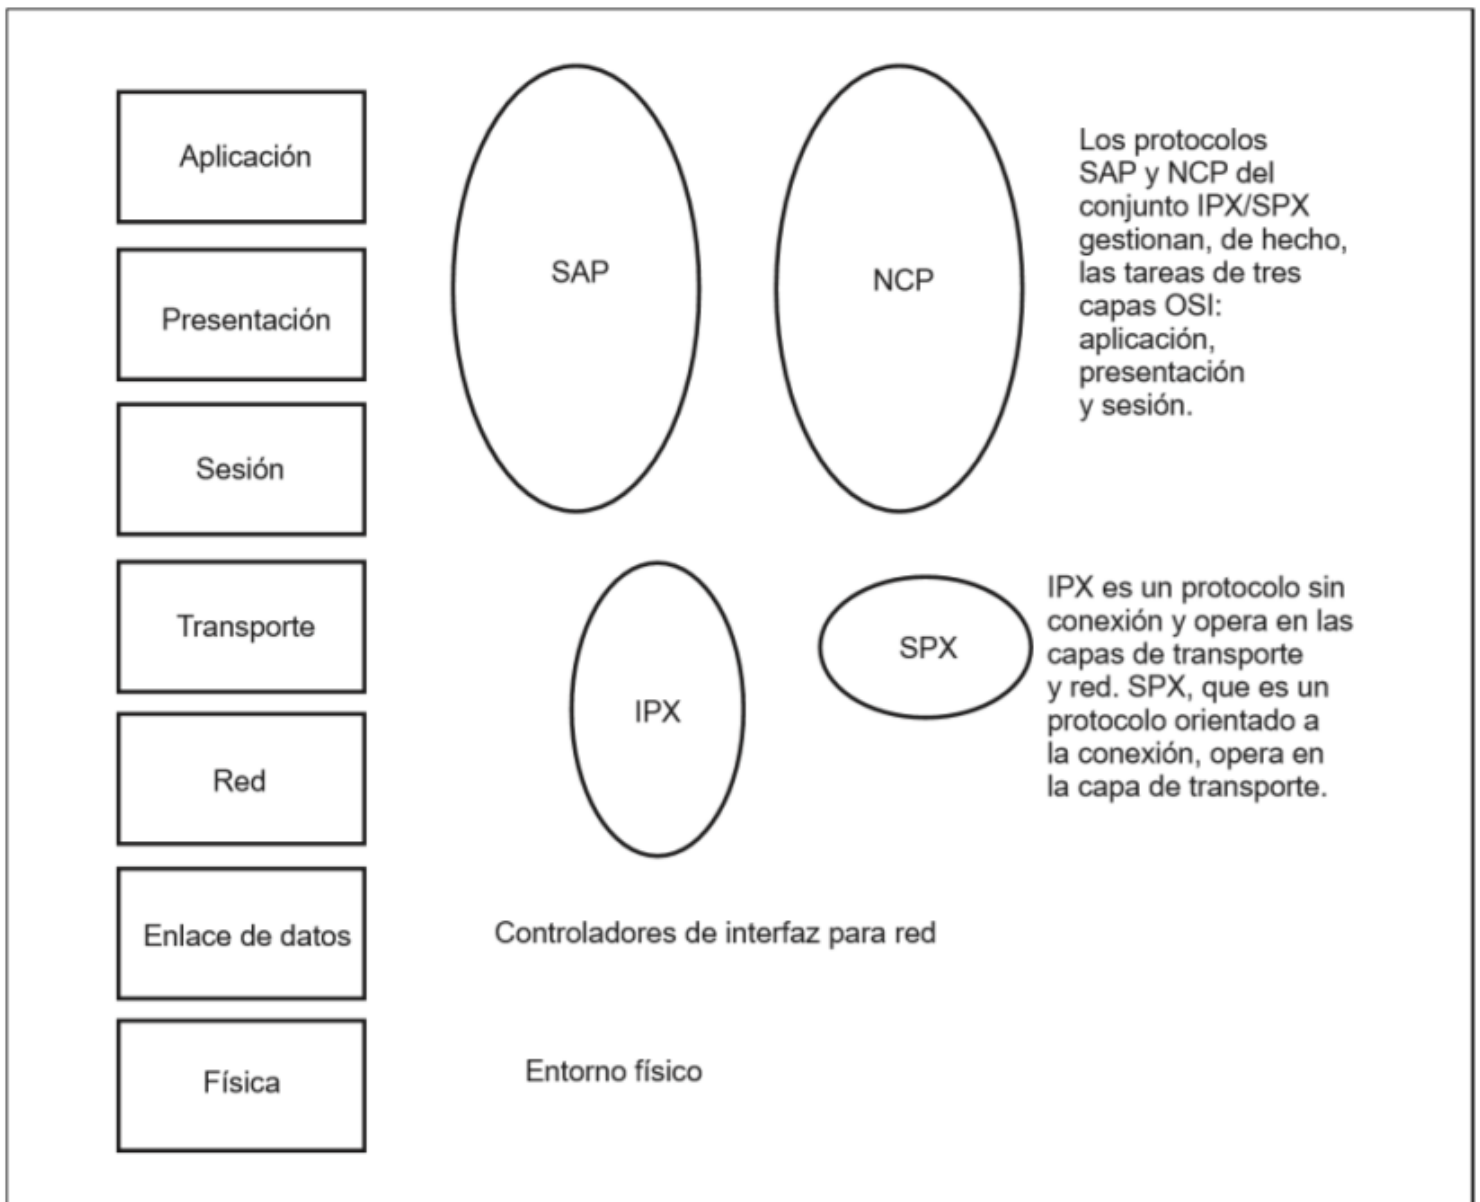 Aplicación
Presentación
Sesión
Transporte
Red
Enlace de datos
Física
SAP
NCP
Los protocolos
SAP y NCP del
conjunto IPX/SPX
gestionan, de hecho,
las tareas de tres
capas OSI:
aplicación,
presentación
y sesión.
IPX
SPX
IPX es un protocolo sin
conexión y opera en las
capas de transporte
y red. SPX, que es un
protocolo orientado a
la conexión, opera en
la capa de transporte.
Controladores de interfaz para red
Entorno físico